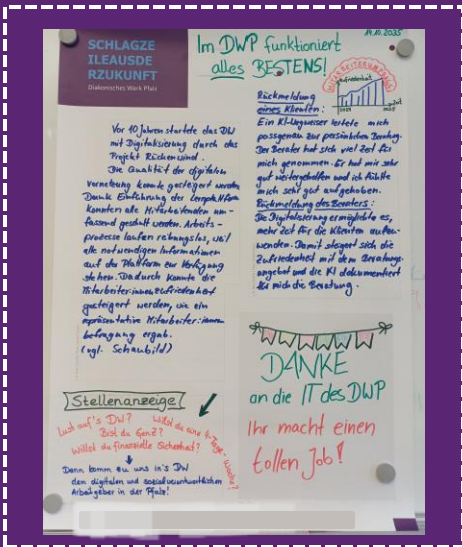 SCHLAGZE
ILEAUSDE
RZUKUNFT
Diakonisches Werk Pfalz
14.10.2035
Im DWP funktioniert
alles BESTENS!
Vor 10 Jahren startete das DW
mit Digitalisierung durch das
Projekt Rückenwind.
Die Qualität der digitalen
Vernetzung konnte gesteigert werden
Dank Einführung der Lernplattform
konnten alle Mitarbeitenden um-
fassend geschult werden. Arbeits-
prozesse laufen reibungslos, weil
alle notwendigen Informationen
auf der Plattform zur Verfügung
stehen. Dadurch konnte die
Mitarbeiter:innenzufriedenheit
gesteigert werden, wie ein
repräsentative Mitarbeiter:innen
befragung ergab.
(vgl. Schaubild)
MITARBEITERUMFRAGE
Zufriedenheit
Zeit
2025
2035
Rückmeldung
eines Klienten:
Ein KI-Wegweiser leitete mich
passgenau zur persönlichen Beratung.
Der Berater hat sich viel Zeit für
mich genommen. Er hat mir sehr
gut weitergeholfen und ich fühlte
mich sehr gut aufgehoben.
Rückmeldung des Beraters:
Die Digitalisierung ermöglichte es,
mehr Zeit für die Klienten aufzu-
wenden. Damit steigert sich die
Zufriedenheit mit dem Beratungs-
angebot und die KI dokumentiert
für mich die Beratung.
Stellenanzeige
Lust auf's DW? Willst du eine 4-Tage-Woche?
Bist du GenZ?
Willst du finanzielle Sicherheit?
Dann komm zu uns in's DW
den digitalen und sozialverantwortlichen
Arbeitgeber in der Pfalz!
DANKE
an die IT des DWP
Ihr macht einen
tollen Job!